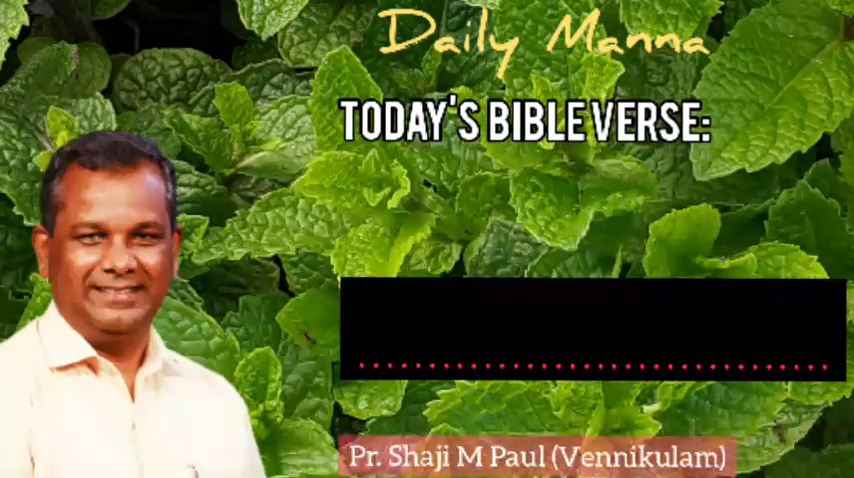 Daily Manna
TODAY'S BIBLE VERSE:
Pr. Shaji M Paul (Vennikulam)